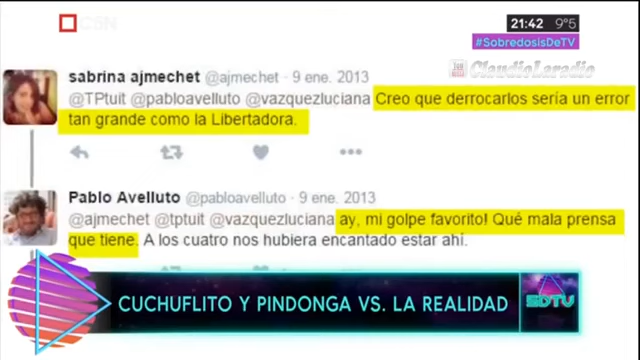 C5N
21:42 9°5
#SobredosisDeTV
ClaudioLaradio
sabrina ajmechet @ajmechet · 9 ene. 2013
@TPtuit @pabloavelluto @vazquezluciana Creo que derrocarlos sería un error
tan grande como la Libertadora.
Pablo Avelluto @pabloavelluto · 9 ene. 2013
@ajmechet @tptuit @vazquezluciana ay, mi golpe favorito! Qué mala prensa
que tiene. A los cuatro nos hubiera encantado estar ahí.
CUCHUFLITO Y PINDONGA VS. LA REALIDAD
SDTV